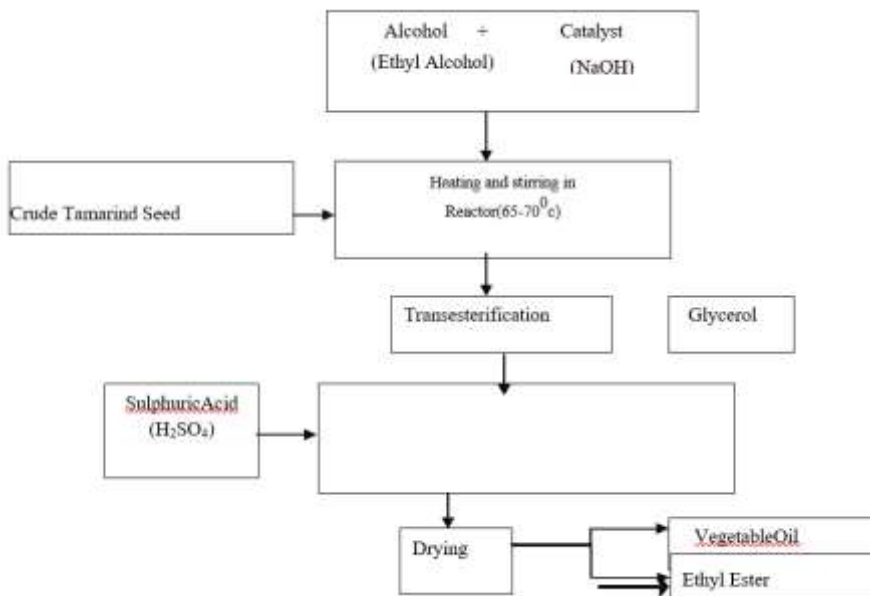 Alcohol ÷ Catalyst
(Ethyl Alcohol) (NaOH)
Heating and stirring in
Reactor(65-70⁰c)
Crude Tamarind Seed
Transesterification
Glycerol
SulphuricAcid
(H₂SO₄)
Drying
VegetableOil
Ethyl Ester